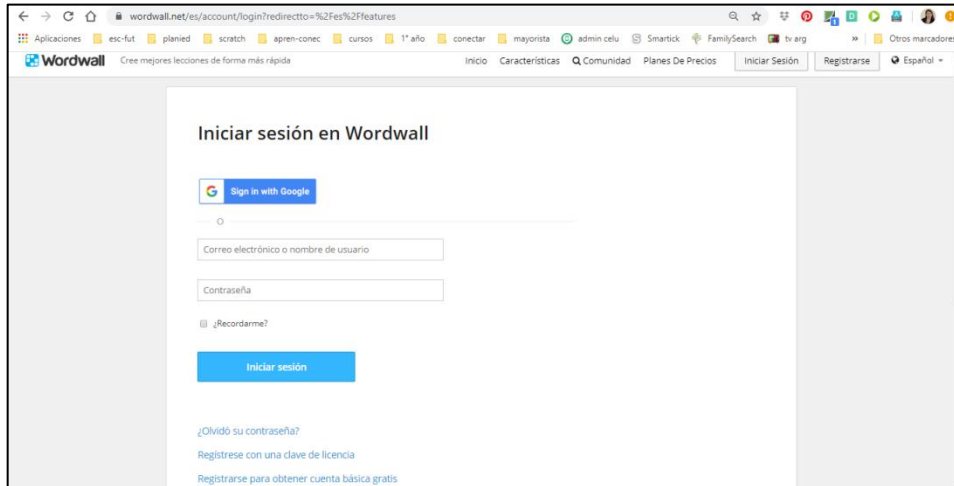 wordwall.net/es/account/login?redirectto=%2Fes%2Ffeatures
Aplicaciones esc-fut planied scratch apren-conec cursos 1° año conectar mayorista admin celu Smartick FamilySearch tv arg » Otros marcadores
Wordwall Cree mejores lecciones de forma más rápida Inicio Características Comunidad Planes De Precios Iniciar Sesión Registrarse Español
Iniciar sesión en Wordwall
G Sign in with Google
O
Correo electrónico o nombre de usuario
Contraseña
¿Recordarme?
Iniciar sesión
¿Olvidó su contraseña?
Regístrese con una clave de licencia
Registrarse para obtener cuenta básica gratis